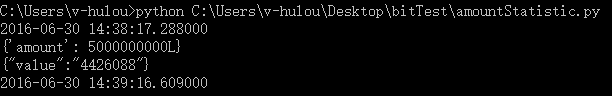 C:\Users\v-hulou>python C:\Users\v-hulou\Desktop\bitTest\amountStatistic.py
2016-06-30 14:38:17.288000
{'amount': 5000000000L}
{"value":"4426088"}
2016-06-30 14:39:16.609000